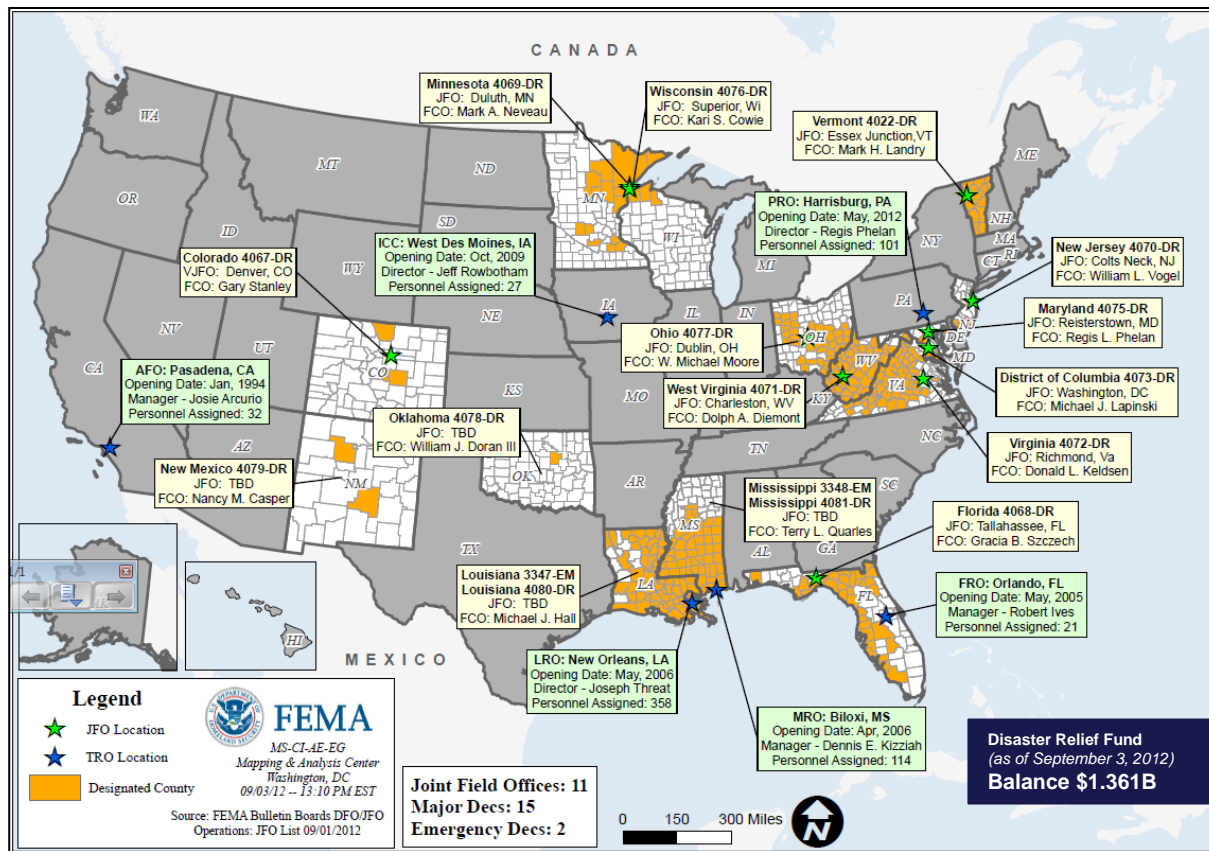 CANADA
Minnesota 4069-DR
JFO: Duluth, MN
FCO: Mark A. Neveau
Wisconsin 4076-DR
JFO: Superior, Wi
FCO: Kari S. Cowie
Vermont 4022-DR
JFO: Essex Junction,VT
FCO: Mark H. Landry
WA
MT
ND
MN
ME
OR
ID
SD
WI
MI
NY
NH
MA
RI
CT
PRO: Harrisburg, PA
Opening Date: May, 2012
Director - Regis Phelan
Personnel Assigned: 101
ICC: West Des Moines, IA
Opening Date: Oct, 2009
Director - Jeff Rowbotham
Personnel Assigned: 27
Colorado 4067-DR
VJFO: Denver, CO
FCO: Gary Stanley
New Jersey 4070-DR
JFO: Colts Neck, NJ
FCO: William L. Vogel
WY
IA
PA
NJ
NE
IL
IN
OH
DE
MD
NV
UT
CO
CA
Maryland 4075-DR
JFO: Reisterstown, MD
FCO: Regis L. Phelan
Ohio 4077-DR
JFO: Dublin, OH
FCO: W. Michael Moore
WV
VA
AFO: Pasadena, CA
Opening Date: Jan, 1994
Manager - Josie Arcurio
Personnel Assigned: 32
KS
MO
KY
West Virginia 4071-DR
JFO: Charleston, WV
FCO: Dolph A. Diemont
District of Columbia 4073-DR
JFO: Washington, DC
FCO: Michael J. Lapinski
Oklahoma 4078-DR
JFO: TBD
FCO: William J. Doran III
AZ
TN
NC
Virginia 4072-DR
JFO: Richmond, Va
FCO: Donald L. Keldsen
New Mexico 4079-DR
JFO: TBD
FCO: Nancy M. Casper
NM
OK
AR
SC
Mississippi 3348-EM
Mississippi 4081-DR
JFO: TBD
FCO: Terry L. Quarles
MS
AL
GA
Florida 4068-DR
JFO: Tallahassee, FL
FCO: Gracia B. Szczech
TX
Louisiana 3347-EM
Louisiana 4080-DR
JFO: TBD
FCO: Michael J. Hall
LA
FL
FRO: Orlando, FL
Opening Date: May, 2005
Manager - Robert Ives
Personnel Assigned: 21
1/1
HI
MEXICO
LRO: New Orleans, LA
Opening Date: May, 2006
Director - Joseph Threat
Personnel Assigned: 358
MRO: Biloxi, MS
Opening Date: Apr, 2006
Manager - Dennis E. Kizziah
Personnel Assigned: 114
Legend
JFO Location
TRO Location
Designated County
FEMA
MS-CI-AE-EG
Mapping & Analysis Center
Washington, DC
09/03/12 -- 13:10 PM EST
Source: FEMA Bulletin Boards DFO/JFO
Operations: JFO List 09/01/2012
Joint Field Offices: 11
Major Decs: 15
Emergency Decs: 2
0 150 300 Miles
N
Disaster Relief Fund
(as of September 3, 2012)
Balance $1.361B